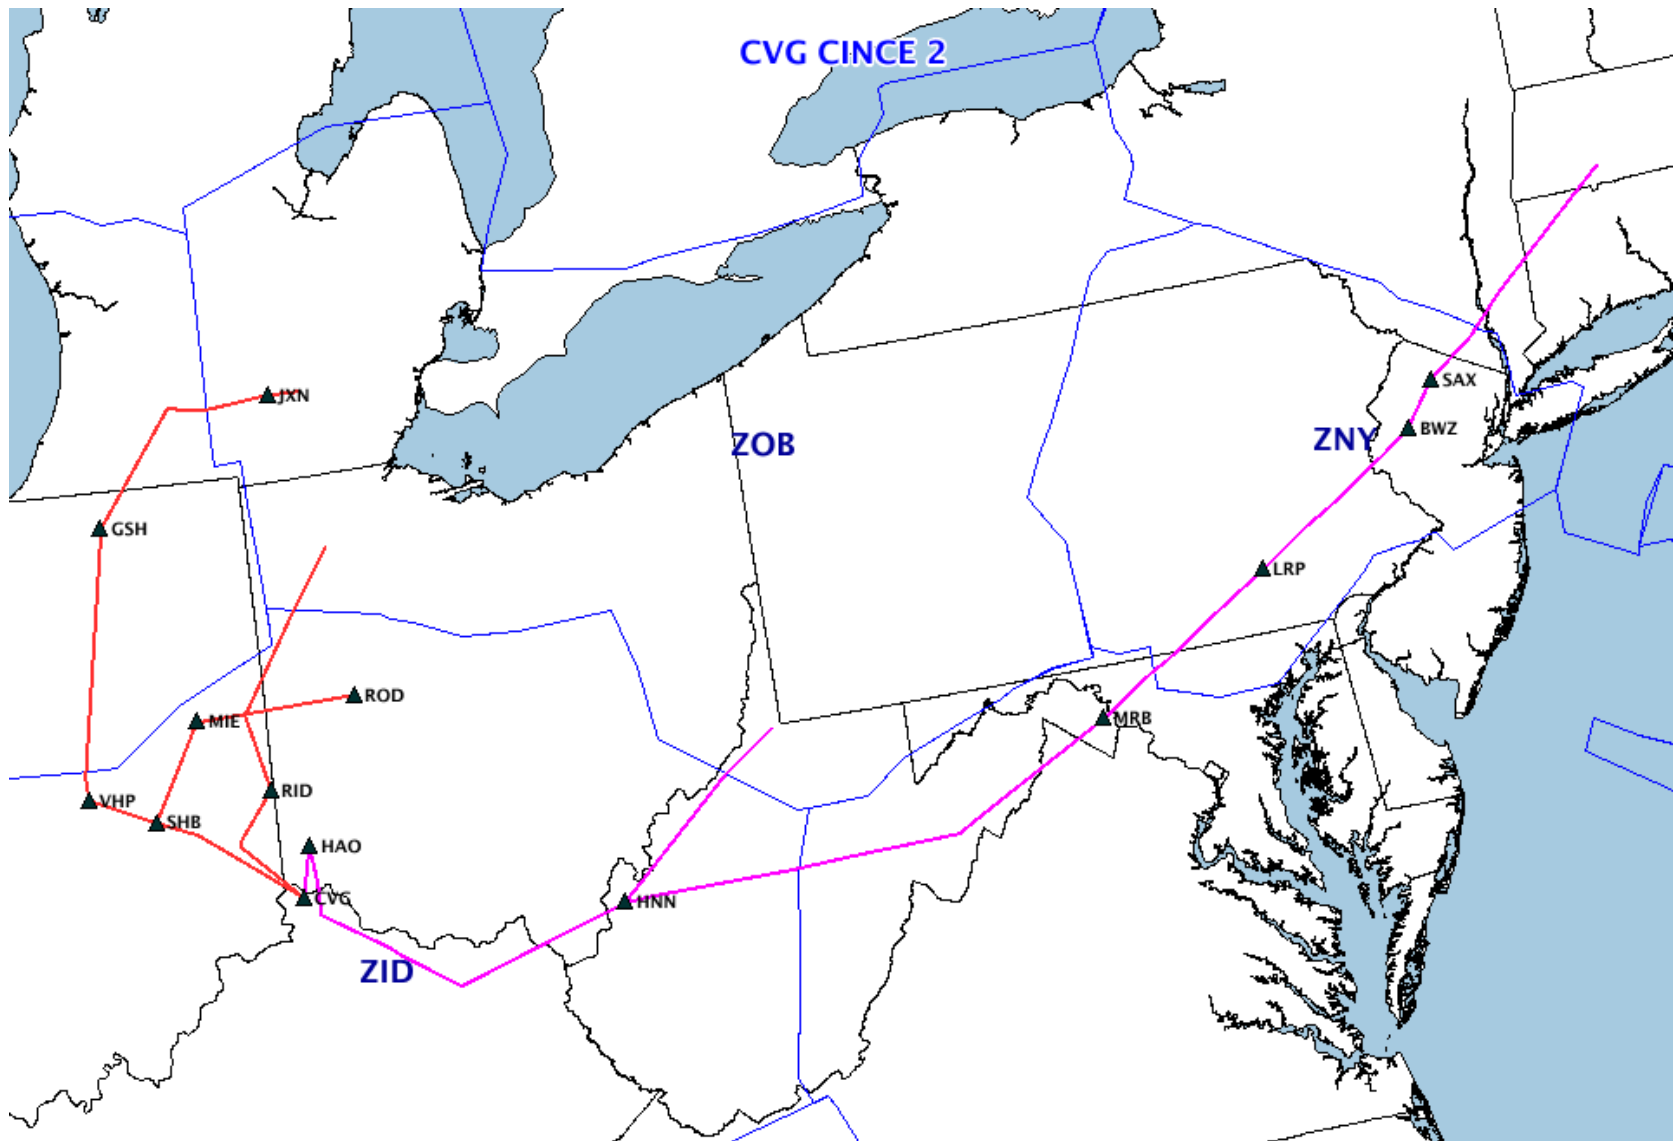 CVG CINCE 2
SAX
JXN
BWZ
ZNY
ZOB
GSH
LRP
ROD
MIE
MRB
RID
VHP
SHB
HAO
CVG
HNN
ZID